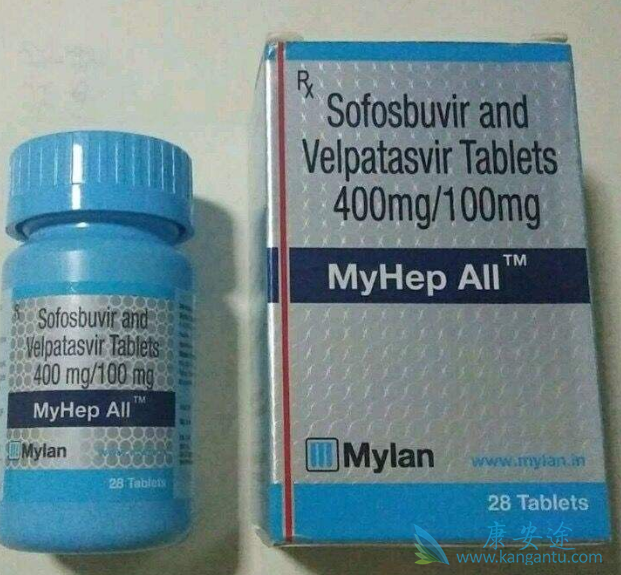 Rx
Sofosbuvir and
Velpatasvir Tablets
400 mg/100 mg
MyHep All™
Mylan
28 Tablets
Rx
Sofosbuvir and
Velpatasvir Tablets
400mg/100mg
MyHep All™
Mylan
www.mylan.in
28 Tablets
康安途
www.kangantu.com